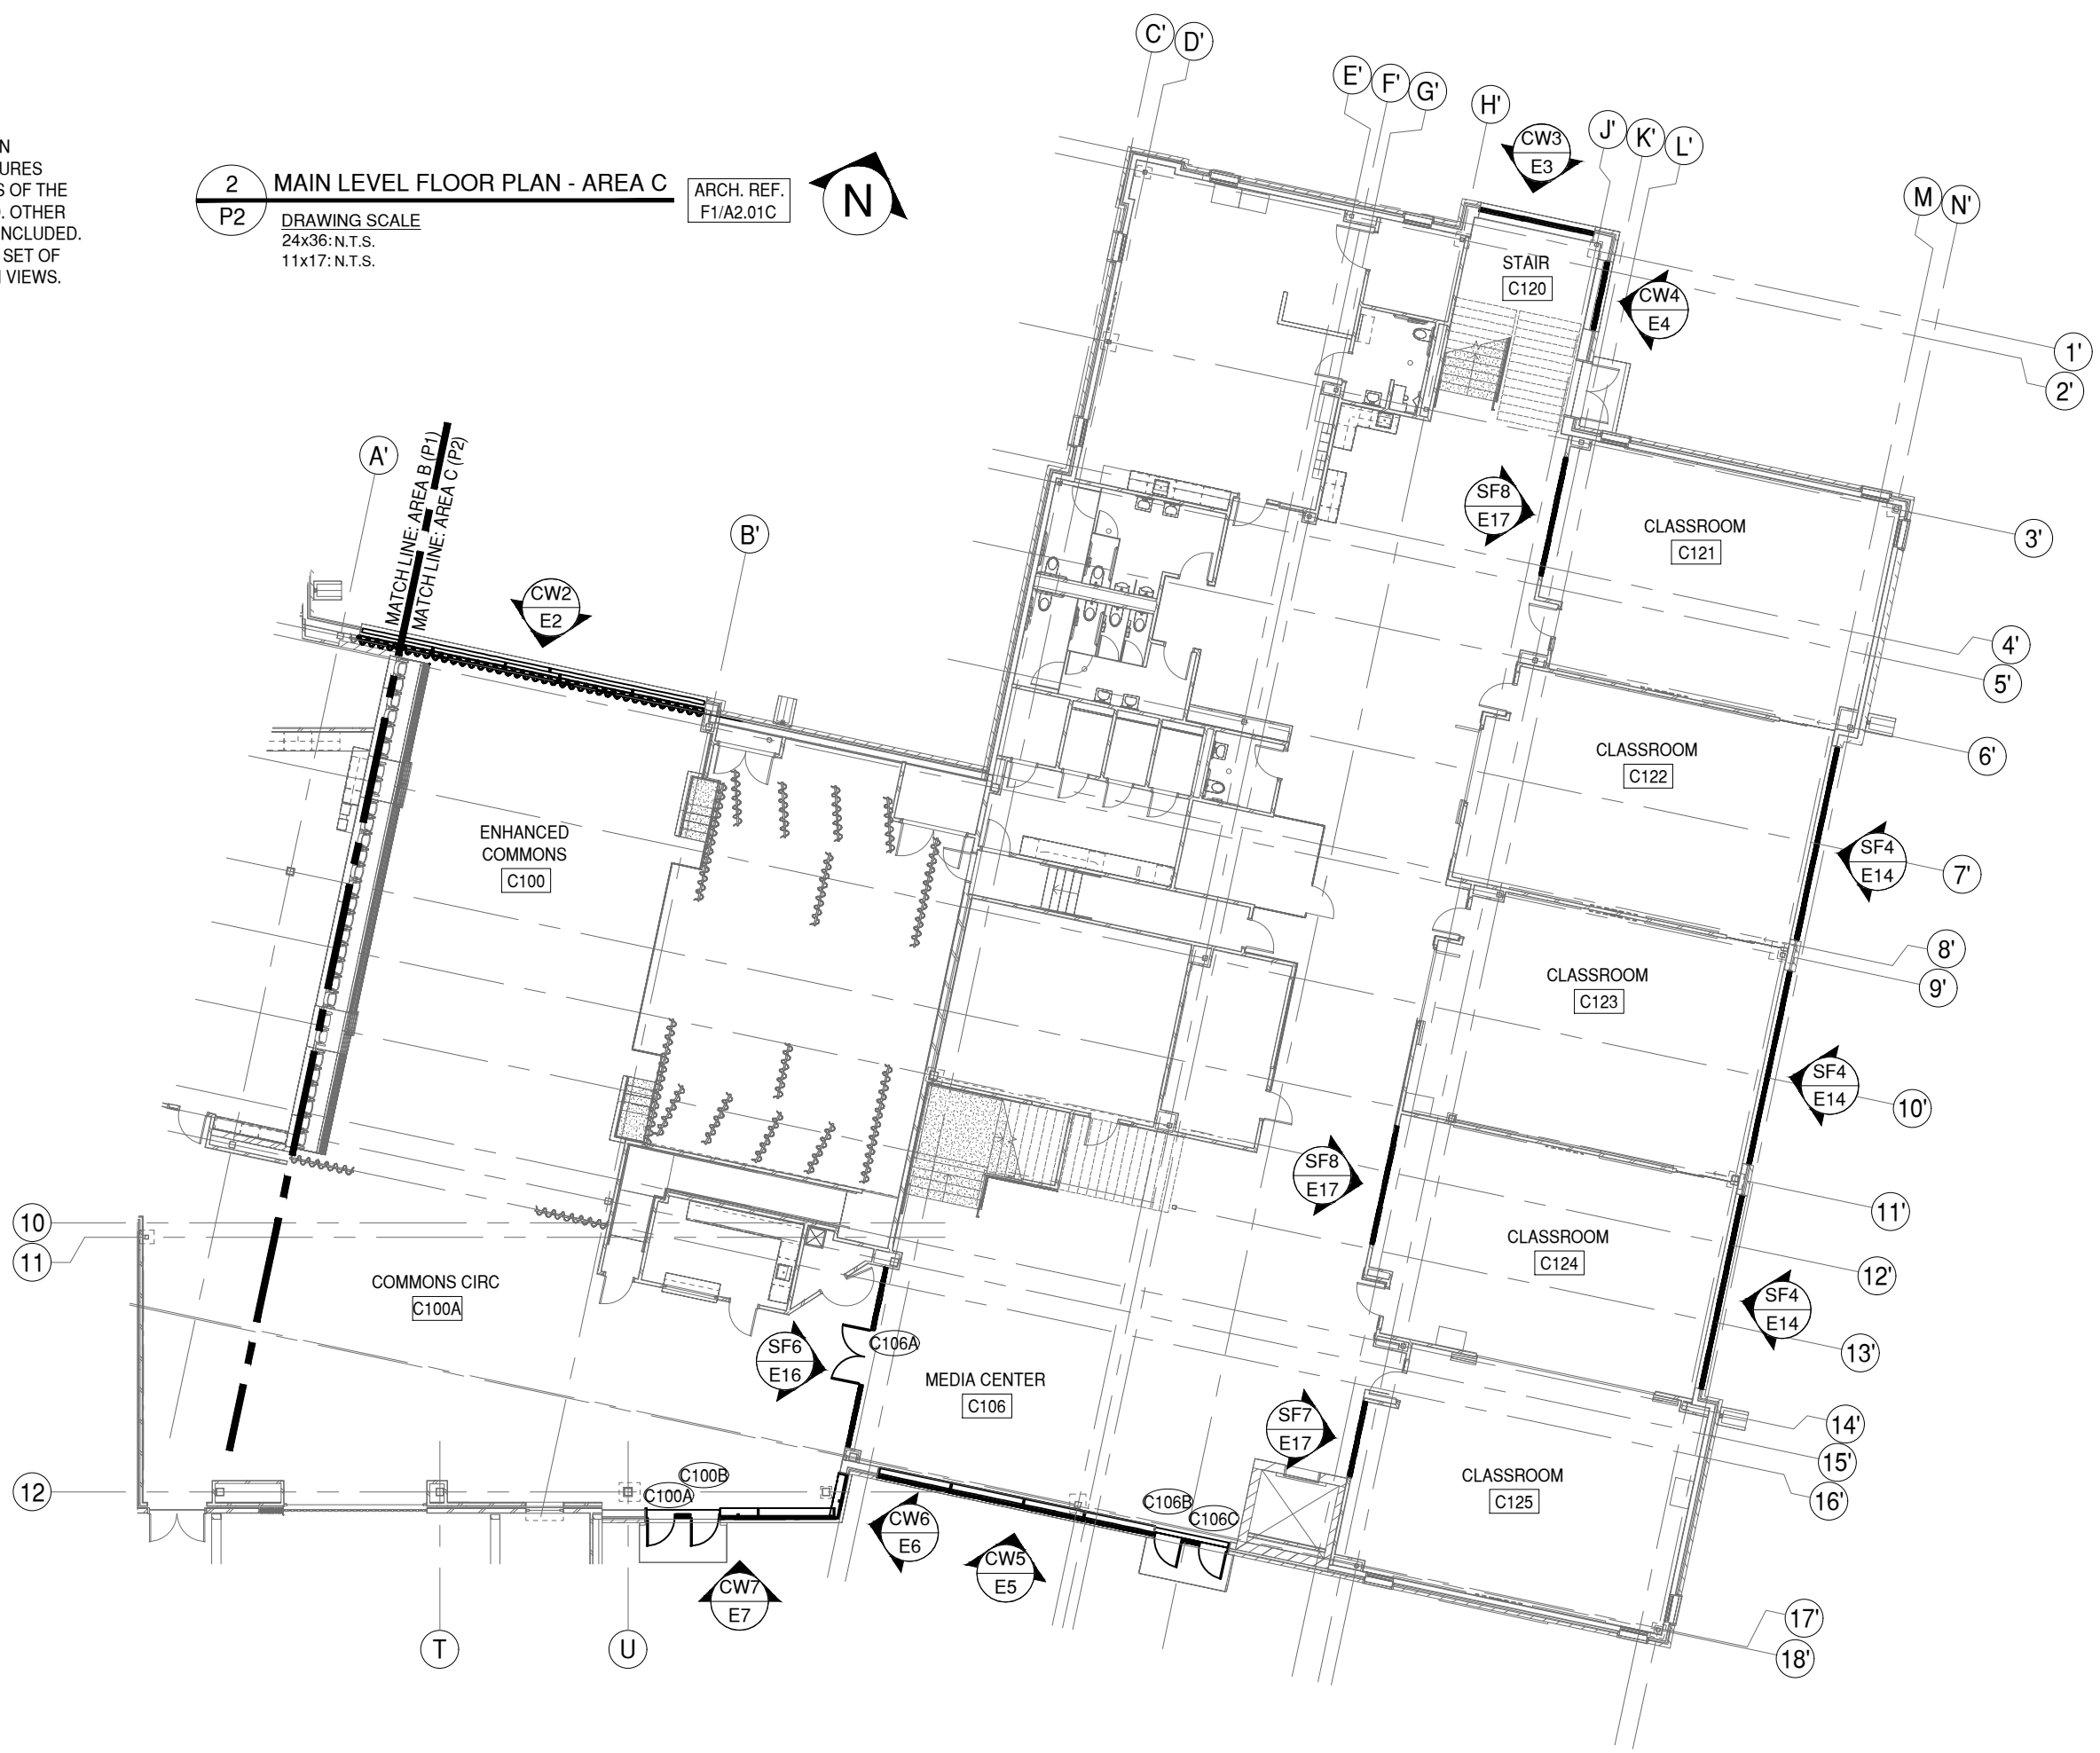 N
URES
S OF THE
). OTHER
NCLUDED.
SET OF
VIEWS.
2
P2
MAIN LEVEL FLOOR PLAN - AREA C
DRAWING SCALE
24x36: N.T.S.
11x17: N.T.S.
ARCH. REF.
F1/A2.01C
N
C'
D'
E'
F'
G'
H'
J'
K'
L'
M
N'
CW3
E3
STAIR
C120
CW4
E4
1'
2'
A'
MATCH LINE: AREA B (P1)
MATCH LINE: AREA C (P2)
B'
SF8
E17
CLASSROOM
C121
3'
CW2
E2
4'
5'
CLASSROOM
C122
6'
ENHANCED
COMMONS
C100
SF4
E14
7'
CLASSROOM
C123
8'
9'
SF4
E14
10'
SF8
E17
11'
10
11
CLASSROOM
C124
12'
COMMONS CIRC
C100A
SF6
E16
C106A
SF4
E14
13'
MEDIA CENTER
C106
SF7
E17
14'
15'
16'
CLASSROOM
C125
12
C100B
C100A
C106B
C106C
CW6
E6
CW5
E5
CW7
E7
T
U
17'
18'